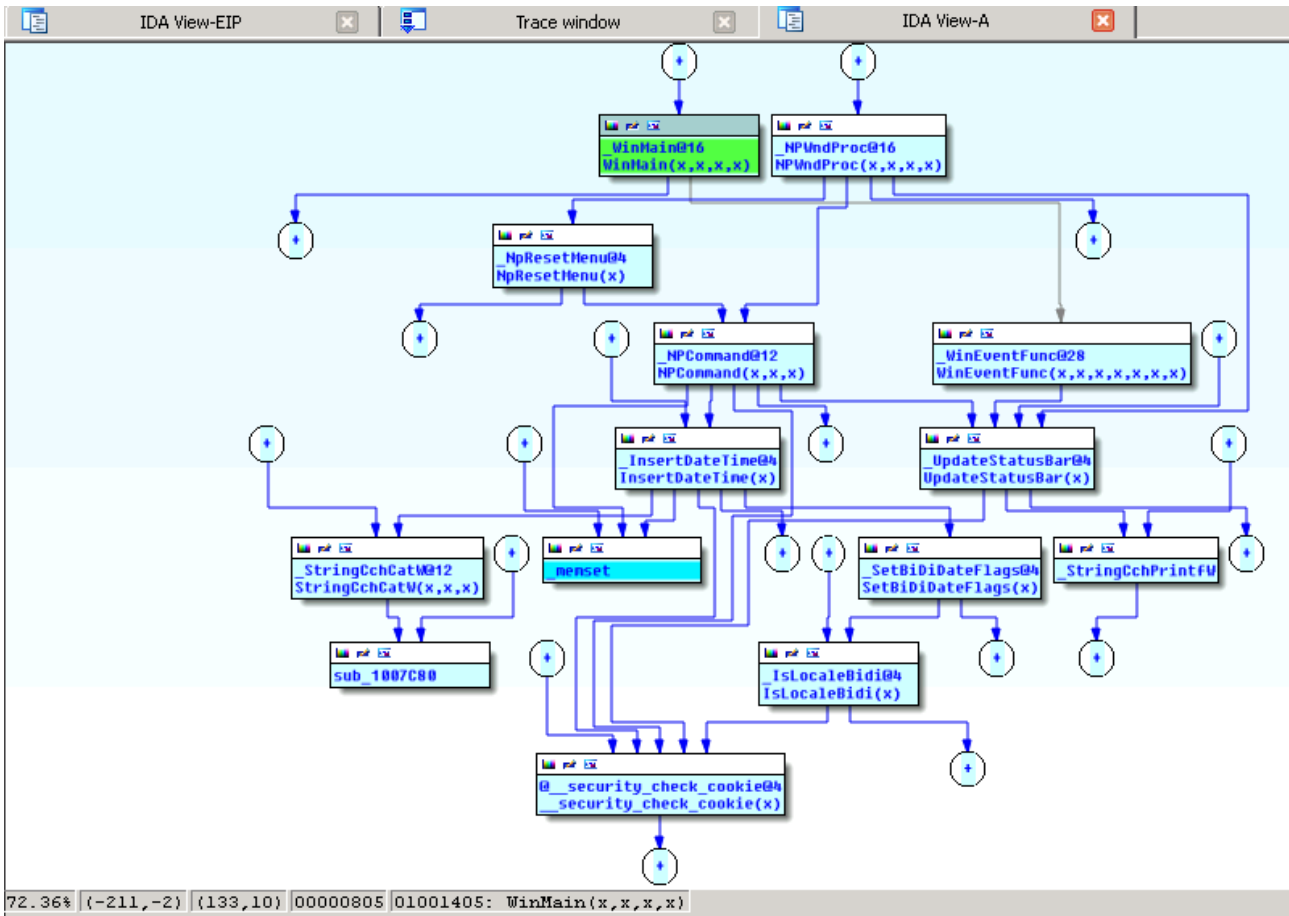 IDA View-EIP
Trace window
IDA View-A
_WinMain@16
WinMain(x,x,x,x)
_NPWndProc@16
NPWndProc(x,x,x,x)
_NpResetMenu@4
NpResetMenu(x)
_NPCommand@12
NPCommand(x,x,x)
_WinEventFunc@28
WinEventFunc(x,x,x,x,x,x,x)
_InsertDateTime@4
InsertDateTime(x)
_UpdateStatusBar@4
UpdateStatusBar(x)
_StringCchCatW@12
StringCchCatW(x,x,x)
_memset
_SetBiDiDateFlags@4
SetBiDiDateFlags(x)
_StringCchPrintfW
sub_1007C80
_IsLocaleBidi@4
IsLocaleBidi(x)
@__security_check_cookie@4
__security_check_cookie(x)
72.36% (-211,-2) (133,10) 00000805 01001405: WinMain(x,x,x,x)